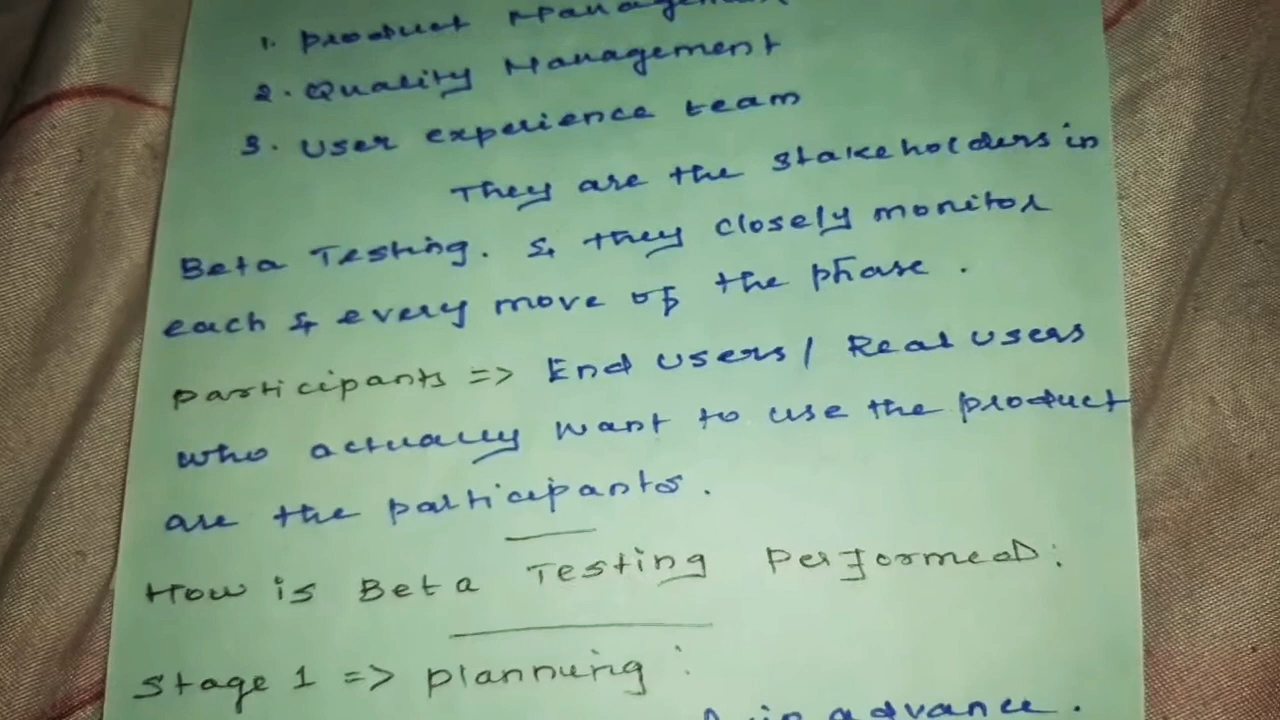 1. Product Management
2. Quality Management
3. User experience team
They are the stakeholders in
Beta Testing. & they closely monitor
each & every move of the phase.
Participants => End users/ Real users
who actually want to use the product
are the participants.
How is Beta Testing Performed:
Stage 1 => planning:
in advance.